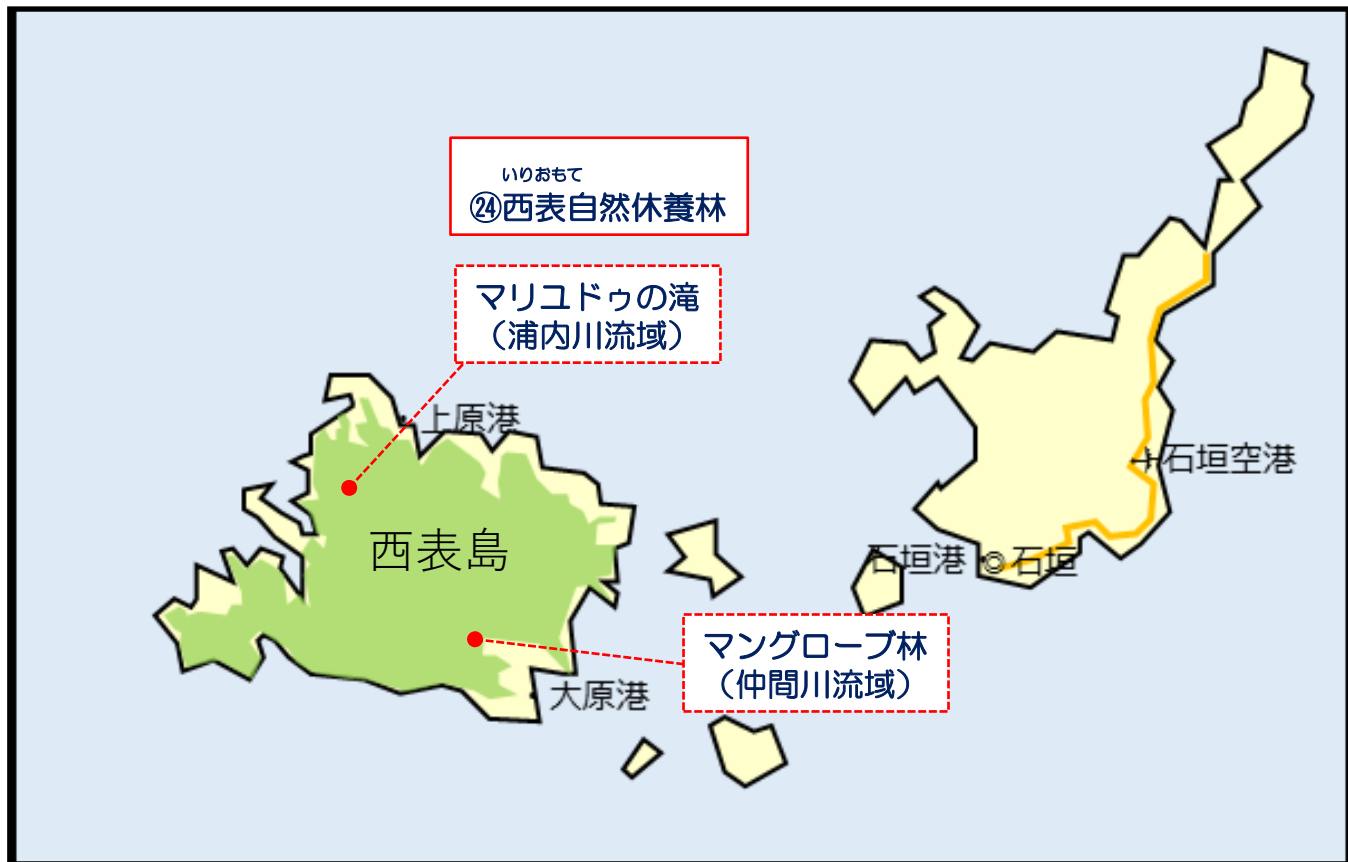 いりおもて
㉔西表自然休養林
マリユドゥの滝
（浦内川流域）
上原港
石垣空港
西表島
石垣港
◎石垣
マングローブ林
（仲間川流域）
大原港